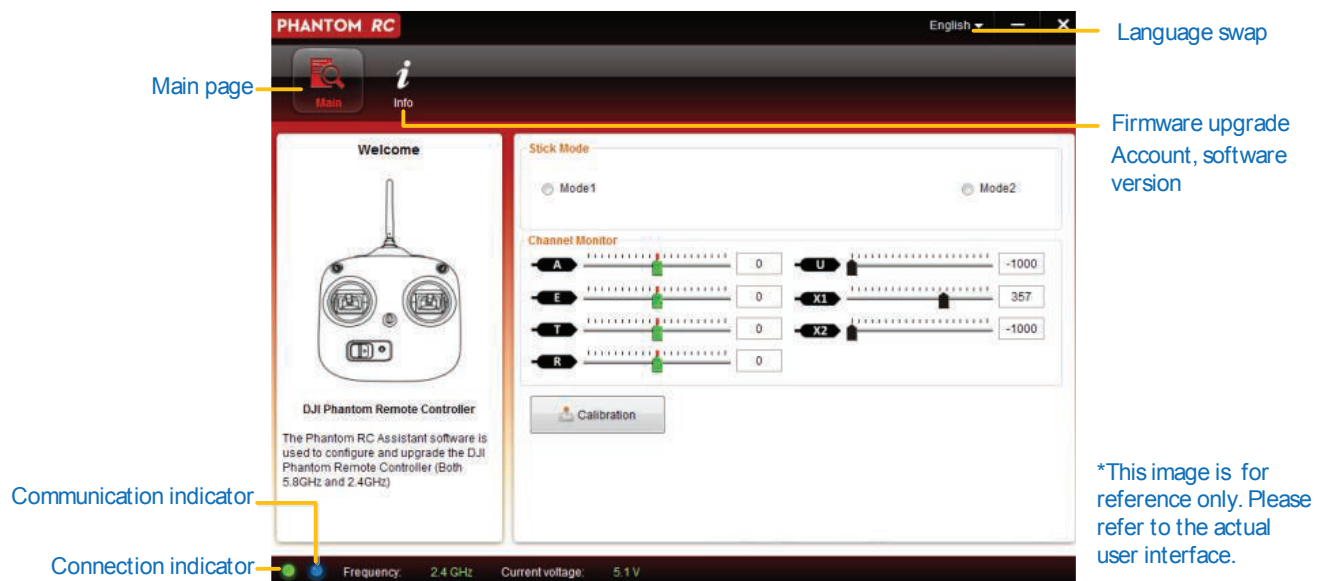 PHANTOM RC
English
Language swap
Main page
Main
Info
Firmware upgrade
Account, software
version
Welcome
DJI Phantom Remote Controller
The Phantom RC Assistant software is
used to configure and upgrade the DJI
Phantom Remote Controller (Both
5.8GHz and 2.4GHz)
Stick Mode
Mode1
Mode2
Channel Monitor
A 0
U -1000
E 0
X1 357
T 0
X2 -1000
R 0
Calibration
Communication indicator
Connection indicator
Frequency: 2.4 GHz Current voltage: 5.1 V
*This image is for
reference only. Please
refer to the actual
user interface.